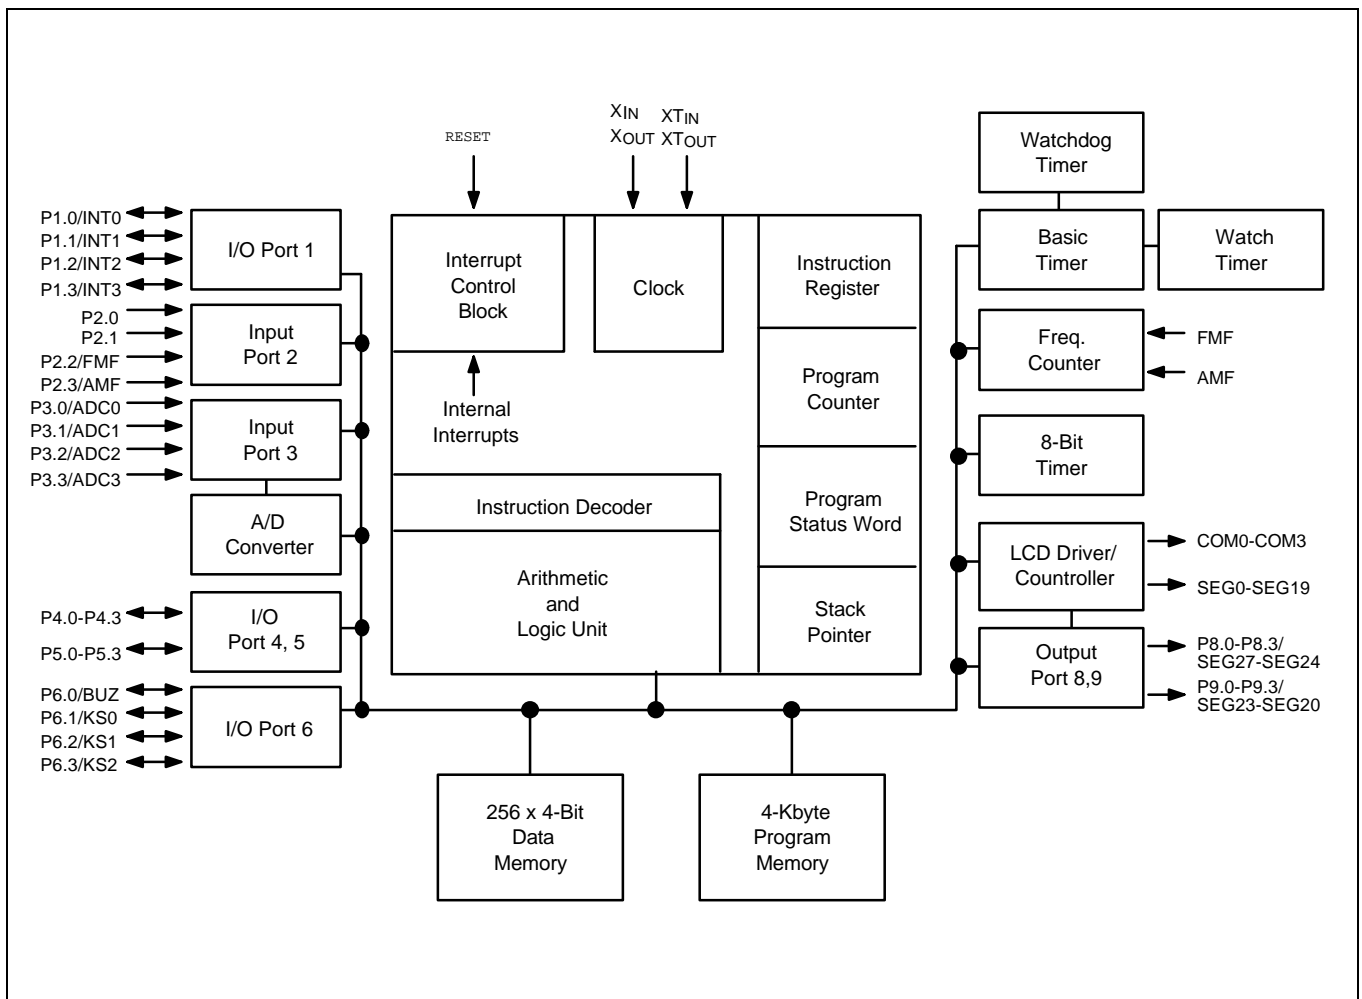 RESET
XIN
XOUT
XTIN
XTOUT
P1.0/INT0
P1.1/INT1
P1.2/INT2
P1.3/INT3
I/O Port 1
P2.0
P2.1
P2.2/FMF
P2.3/AMF
Input
Port 2
P3.0/ADC0
P3.1/ADC1
P3.2/ADC2
P3.3/ADC3
Input
Port 3
A/D
Converter
P4.0-P4.3
P5.0-P5.3
I/O
Port 4, 5
P6.0/BUZ
P6.1/KS0
P6.2/KS1
P6.3/KS2
I/O Port 6
Interrupt
Control
Block
Clock
Internal
Interrupts
Instruction Decoder
Arithmetic
and
Logic Unit
Instruction
Register
Program
Counter
Program
Status Word
Stack
Pointer
256 x 4-Bit
Data
Memory
4-Kbyte
Program
Memory
Watchdog
Timer
Basic
Timer
Watch
Timer
Freq.
Counter
FMF
AMF
8-Bit
Timer
LCD Driver/
Countroller
COM0-COM3
SEG0-SEG19
Output
Port 8,9
P8.0-P8.3/
SEG27-SEG24
P9.0-P9.3/
SEG23-SEG20